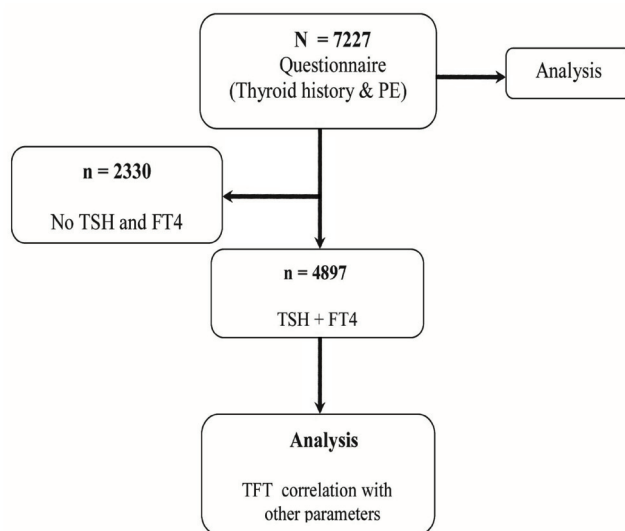 N = 7227
Questionnaire
(Thyroid history & PE)
Analysis
n = 2330
No TSH and FT4
n = 4897
TSH + FT4
Analysis
TFT correlation with
other parameters